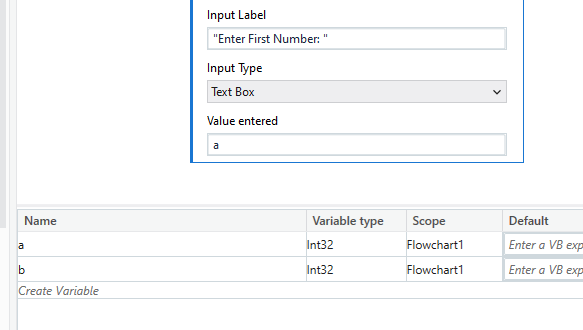 Input Label
"Enter First Number: "
Input Type
Text Box
Value entered
a
Name Variable type Scope Default
a Int32 Flowchart1 Enter a VB exp
b Int32 Flowchart1 Enter a VB exp
Create Variable